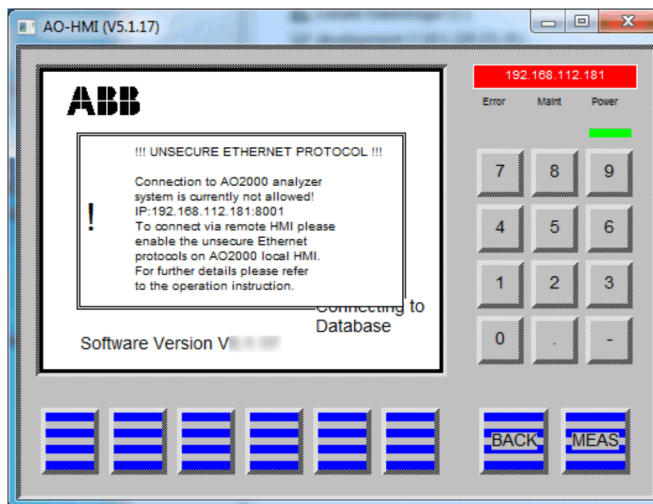 AO-HMI (V5.1.17)
ABB
!!! UNSECURE ETHERNET PROTOCOL !!!
!
Connection to AO2000 analyzer
system is currently not allowed!
IP:192.168.112.181:8001
To connect via remote HMI please
enable the unsecure Ethernet
protocols on AO2000 local HMI.
For further details please refer
to the operation instruction.
Connecting to
Database
Software Version V
192.168.112.181
Error Maint Power
7 8 9
4 5 6
1 2 3
0 . -
BACK MEAS